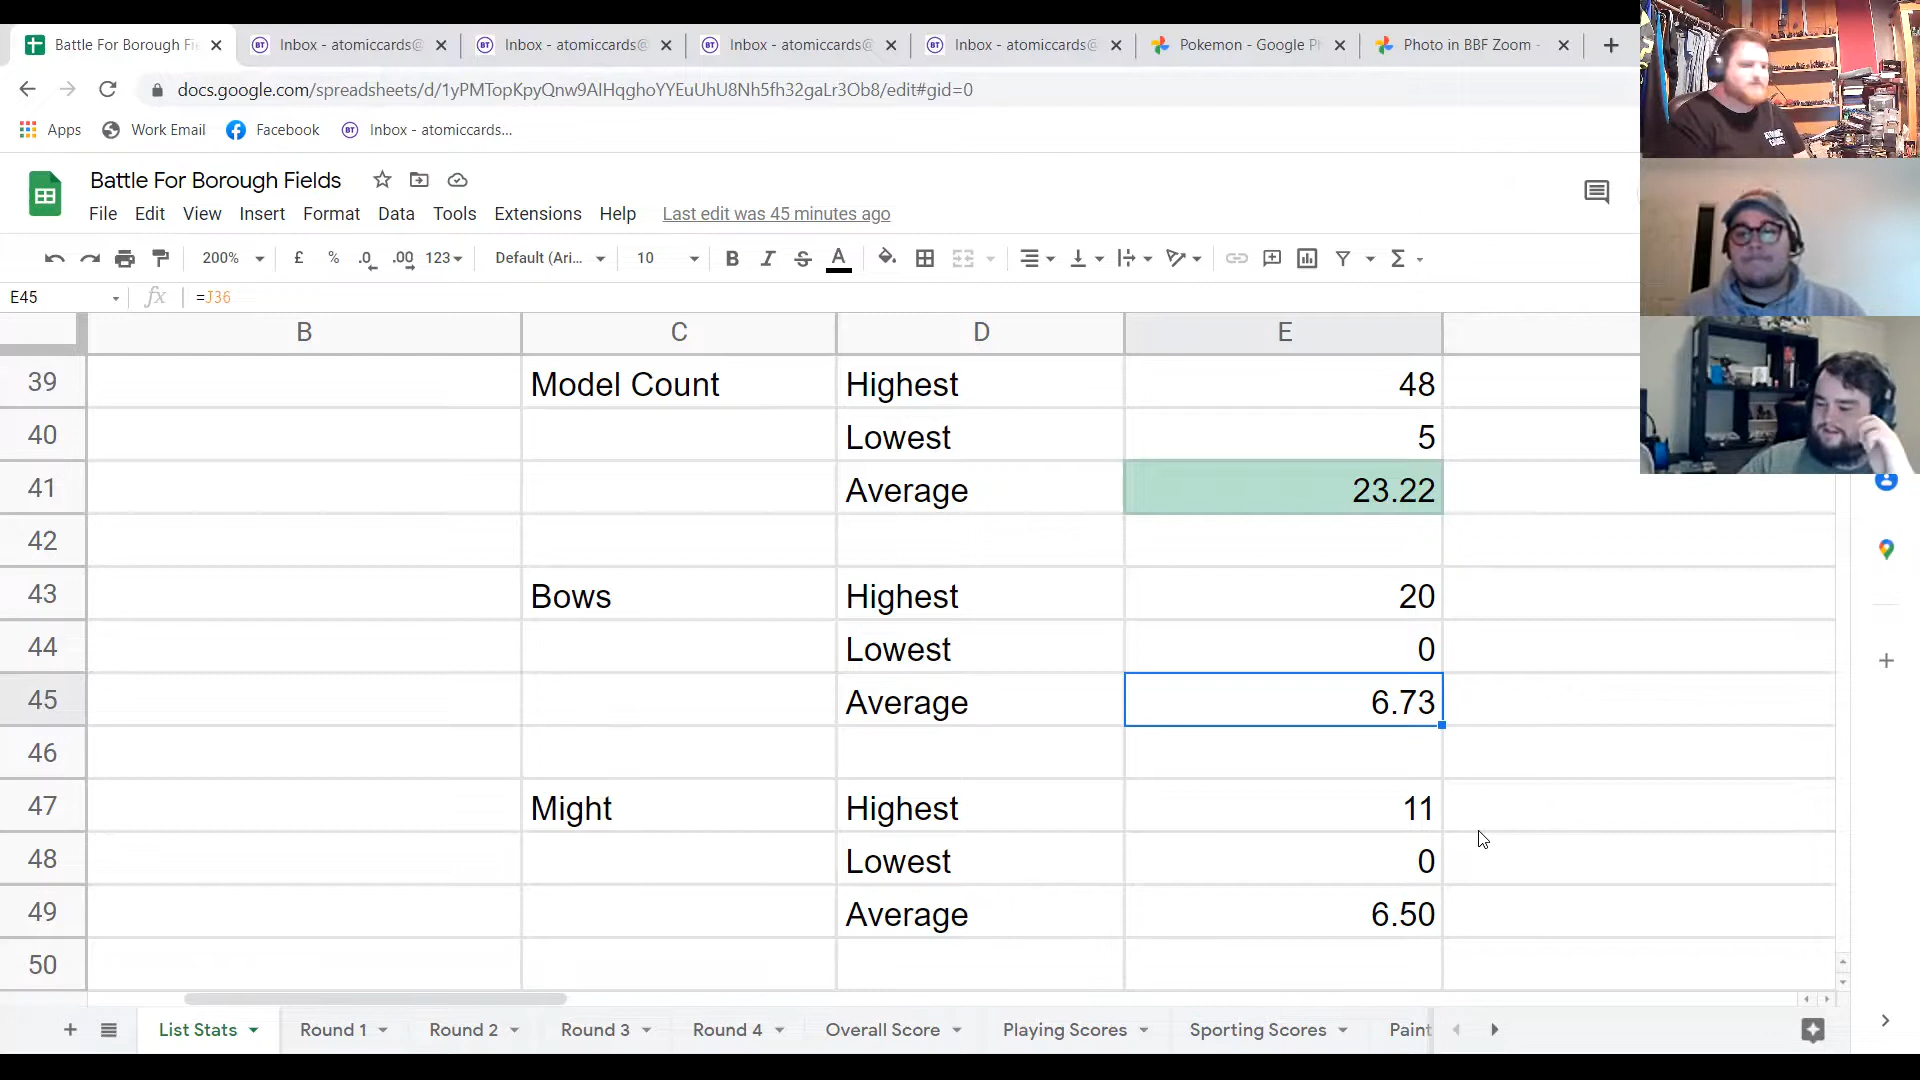 Battle For Borough Fi
Inbox - atomiccards@
Inbox - atomiccards@
Inbox - atomiccards@
Inbox - atomiccards@
Pokemon - Google P
Photo in BBF Zoom -
docs.google.com/spreadsheets/d/1yPMTopKpyQnw9AIHqghoYYEuUhU8Nh5fh32gaLr3Ob8/edit#gid=0
Apps
Work Email
Facebook
Inbox - atomiccards...
ATOMIC CARDS
Battle For Borough Fields
File Edit View Insert Format Data Tools Extensions Help Last edit was 45 minutes ago
200% £ % .0 .00 123 Default (Ari... 10 B I S A
E45 fx =J36
B C D E
39 Model Count Highest 48
40 Lowest 5
41 Average 23.22
42
43 Bows Highest 20
44 Lowest 0
45 Average 6.73
46
47 Might Highest 11
48 Lowest 0
49 Average 6.50
50
List Stats Round 1 Round 2 Round 3 Round 4 Overall Score Playing Scores Sporting Scores Paint